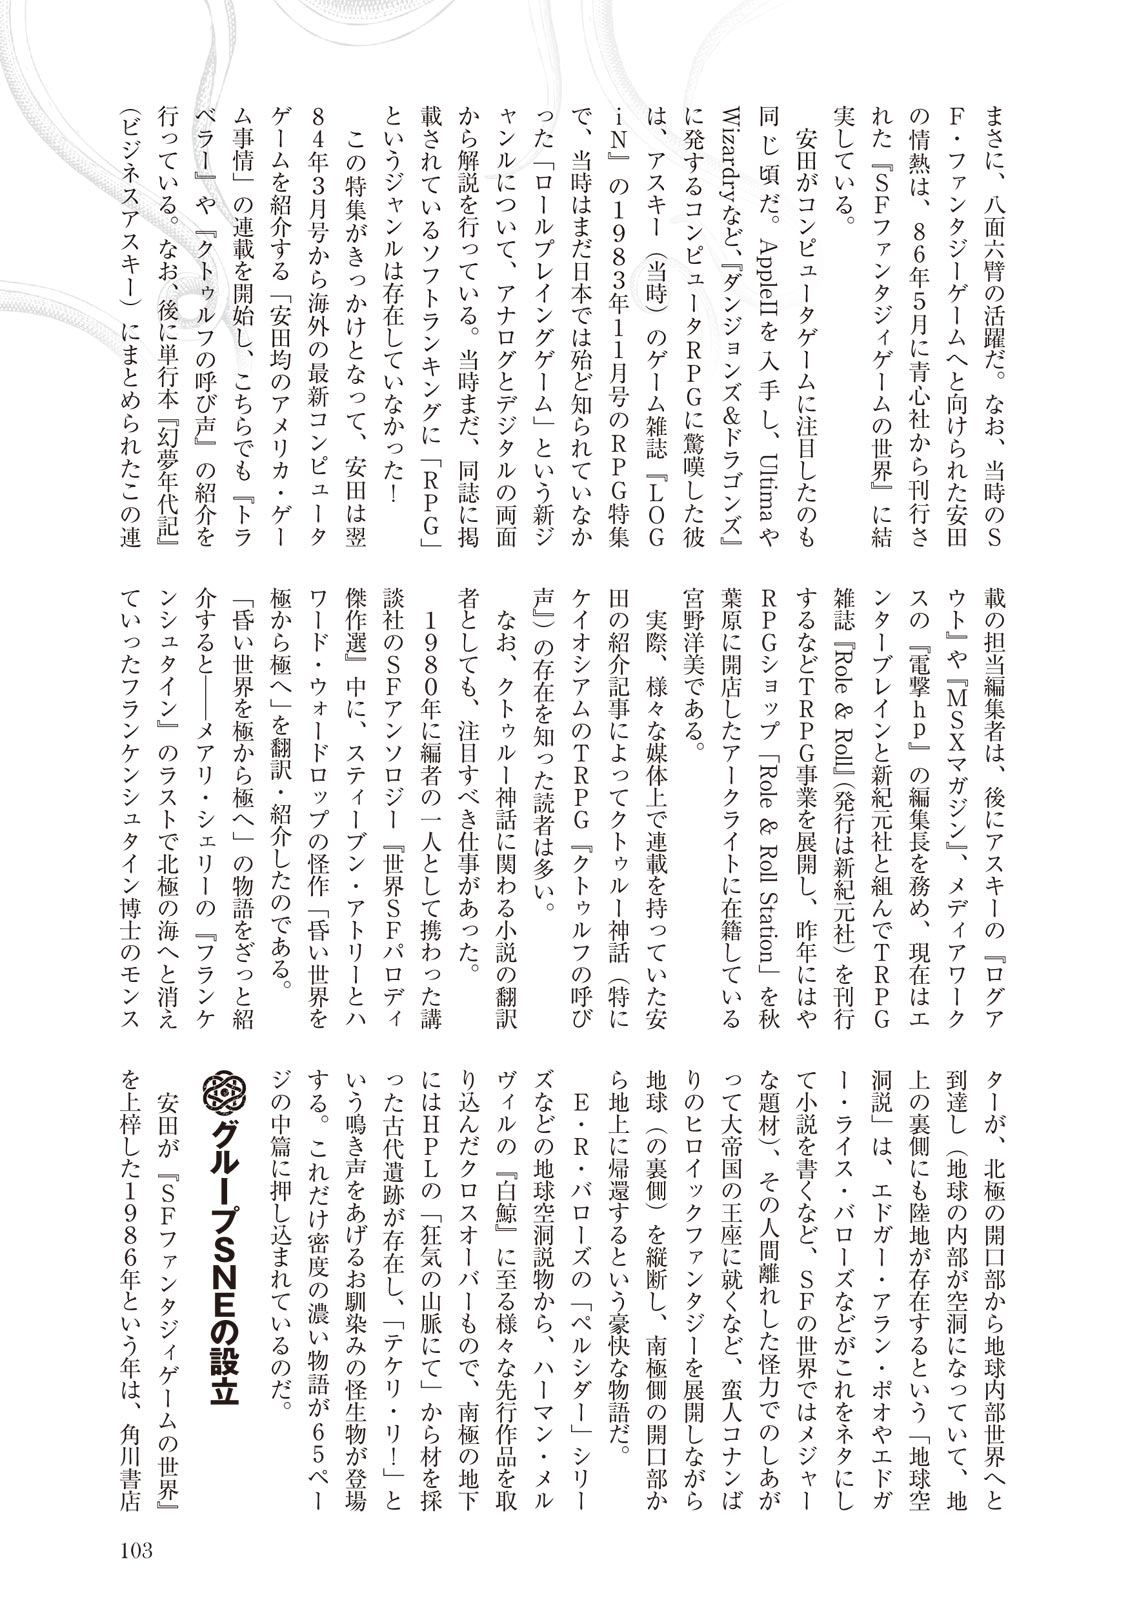 まさに、八面六臂の活躍だ。なお、当時のS
F・ファンタジーゲームへと向けられた安田
の情熱は、86年5月に青心社から刊行さ
れた『SFファンタジィゲームの世界』に結
実している。
安田がコンピュータゲームに注目したのも
同じ頃だ。AppleⅡを入手し、Ultimaや
Wizardryなど、『ダンジョンズ&ドラゴンズ』
に発するコンピュータRPGに驚嘆した彼
は、アスキー（当時）のゲーム雑誌『LOG
iN』の1983年11月号のRPG特集
で、当時はまだ日本では殆ど知られていなか
った「ロールプレイングゲーム」という新ジ
ャンルについて、アナログとデジタルの両面
から解説を行っている。当時まだ、同誌に掲
載されているソフトランキングに「RPG」
というジャンルは存在していなかった！
この特集がきっかけとなって、安田は翌
84年3月号から海外の最新コンピュータ
ゲームを紹介する「安田均のアメリカ・ゲー
ム事情」の連載を開始し、こちらでも『トラ
ベラー』や『クトゥルフの呼び声』の紹介を
行っている。なお、後に単行本『幻夢年代記』
（ビジネスアスキー）にまとめられたこの連
載の担当編集者は、後にアスキーの『ログア
ウト』や『MSXマガジン』、メディアワーク
スの『電撃hp』の編集長を務め、現在はエ
ンターブレインと新紀元社と組んでTRPG
雑誌『Role & Roll』（発行は新紀元社）を刊行
するなどTRPG事業を展開し、昨年にはや
RPGショップ「Role & Roll Station」を秋
葉原に開店したアークライトに在籍している
宮野洋美である。
実際、様々な媒体上で連載を持っていた安
田の紹介記事によってクトゥルー神話（特に
ケイオシアムのTRPG『クトゥルフの呼び
声』）の存在を知った読者は多い。
なお、クトゥルー神話に関わる小説の翻訳
者としても、注目すべき仕事があった。
1980年に編者の一人として携わった講
談社のSFアンソロジー『世界SFパロディ
傑作選』中に、スティーブン・アトリーとハ
ワード・ウォードロップの怪作「昏い世界を
極から極へ」を翻訳・紹介したのである。
「昏い世界を極から極へ」の物語をざっと紹
介すると――メアリ・シェリーの『フランケ
ンシュタイン』のラストで北極の海へと消え
ていったフランケンシュタイン博士のモンス
ターが、北極の開口部から地球内部世界へと
到達し（地球の内部が空洞になっていて、地
上の裏側にも陸地が存在するという「地球空
洞説」は、エドガー・アラン・ポオやエドガ
ー・ライス・バローズなどがこれをネタにし
て小説を書くなど、SFの世界ではメジャー
な題材）、その人間離れした怪力でのしあが
って大帝国の王座に就くなど、蛮人コナンば
りのヒロイックファンタジーを展開しながら
地球（の裏側）を縦断し、南極側の開口部か
ら地上に帰還するという豪快な物語だ。
E・R・バローズの「ペルシダー」シリー
ズなどの地球空洞説物から、ハーマン・メル
ヴィルの『白鯨』に至る様々な先行作品を取
り込んだクロスオーバーもので、南極の地下
にはHPLの「狂気の山脈にて」から材を採
った古代遺跡が存在し、「テケリ・リ！」と
いう鳴き声をあげるお馴染みの怪生物が登場
する。これだけ密度の濃い物語が65ペー
ジの中篇に押し込まれているのだ。
グループSNEの設立
安田が『SFファンタジィゲームの世界』
を上梓した1986年という年は、角川書店
103